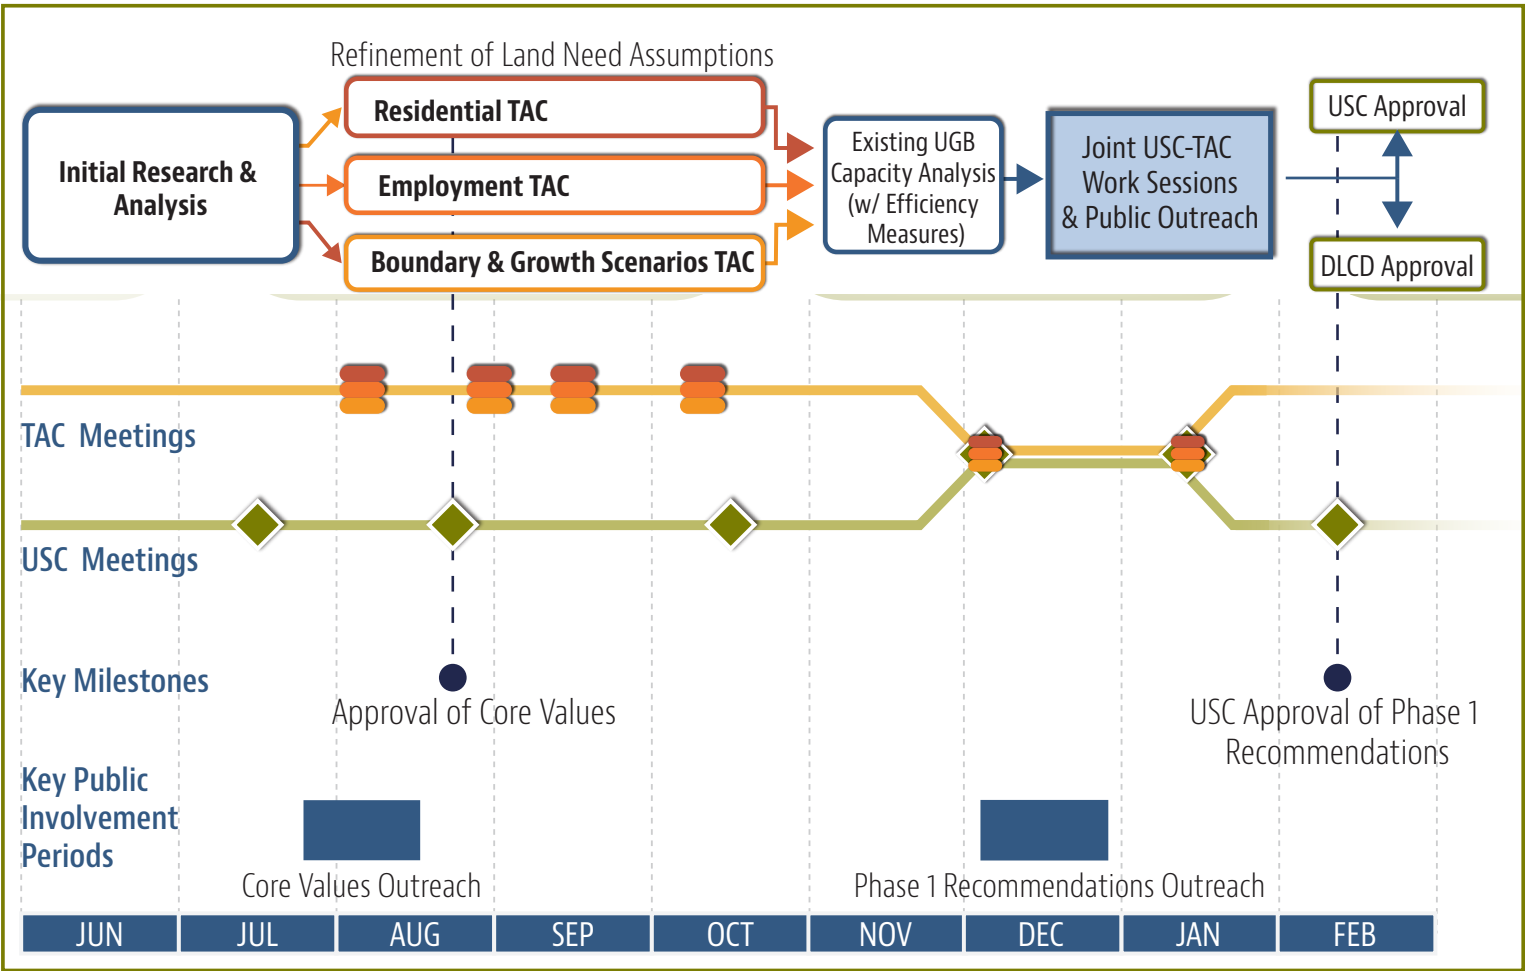 Refinement of Land Need Assumptions
Initial Research &
Analysis
Residential TAC
Employment TAC
Boundary & Growth Scenarios TAC
Existing UGB
Capacity Analysis
(w/ Efficiency
Measures)
Joint USC-TAC
Work Sessions
& Public Outreach
USC Approval
DLCD Approval
TAC Meetings
USC Meetings
Key Milestones
Approval of Core Values
USC Approval of Phase 1
Recommendations
Key Public
Involvement
Periods
Core Values Outreach
Phase 1 Recommendations Outreach
JUN JUL AUG SEP OCT NOV DEC JAN FEB